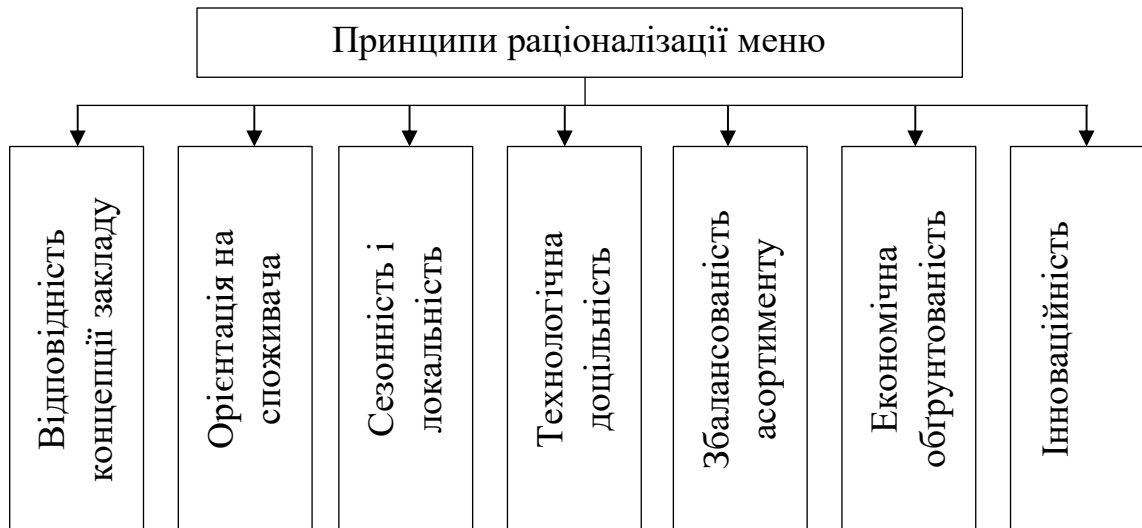 Принципи раціоналізації меню
Відповідність
концепції закладу
Орієнтація на
споживача
Сезонність і
локальність
Технологічна
доцільність
Збалансованість
асортименту
Економічна
обґрунтованість
Інноваційність